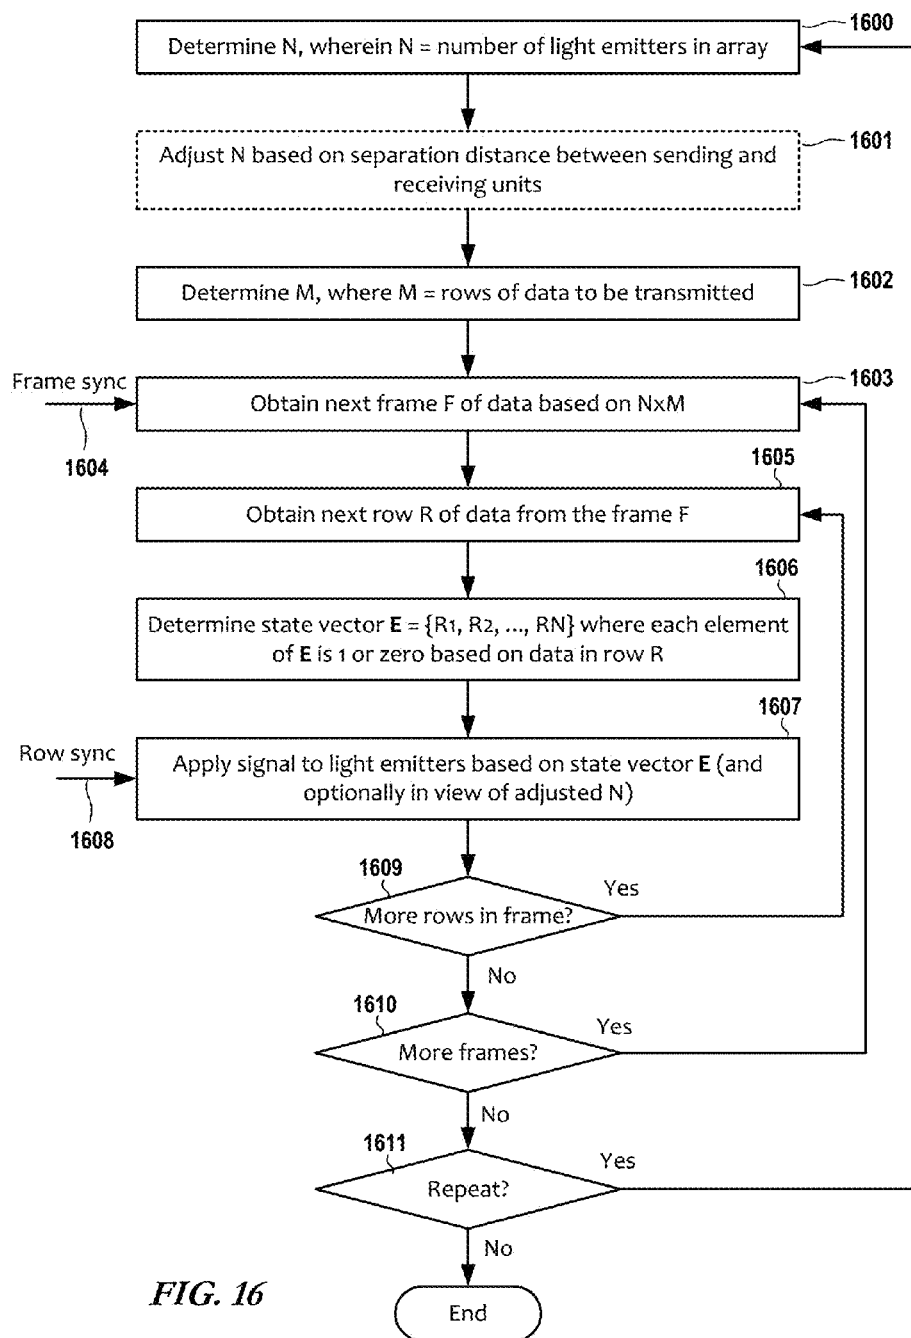 1600
Determine N, wherein N = number of light emitters in array
1601
Adjust N based on separation distance between sending and
receiving units
1602
Determine M, where M = rows of data to be transmitted
Frame sync
1603
Obtain next frame F of data based on NxM
1604
1605
Obtain next row R of data from the frame F
1606
Determine state vector E = {R1, R2, ..., RN} where each element
of E is 1 or zero based on data in row R
1607
Row sync
Apply signal to light emitters based on state vector E (and
optionally in view of adjusted N)
1608
1609
Yes
More rows in frame?
No
1610
Yes
More frames?
No
1611
Yes
Repeat?
No
FIG. 16
End